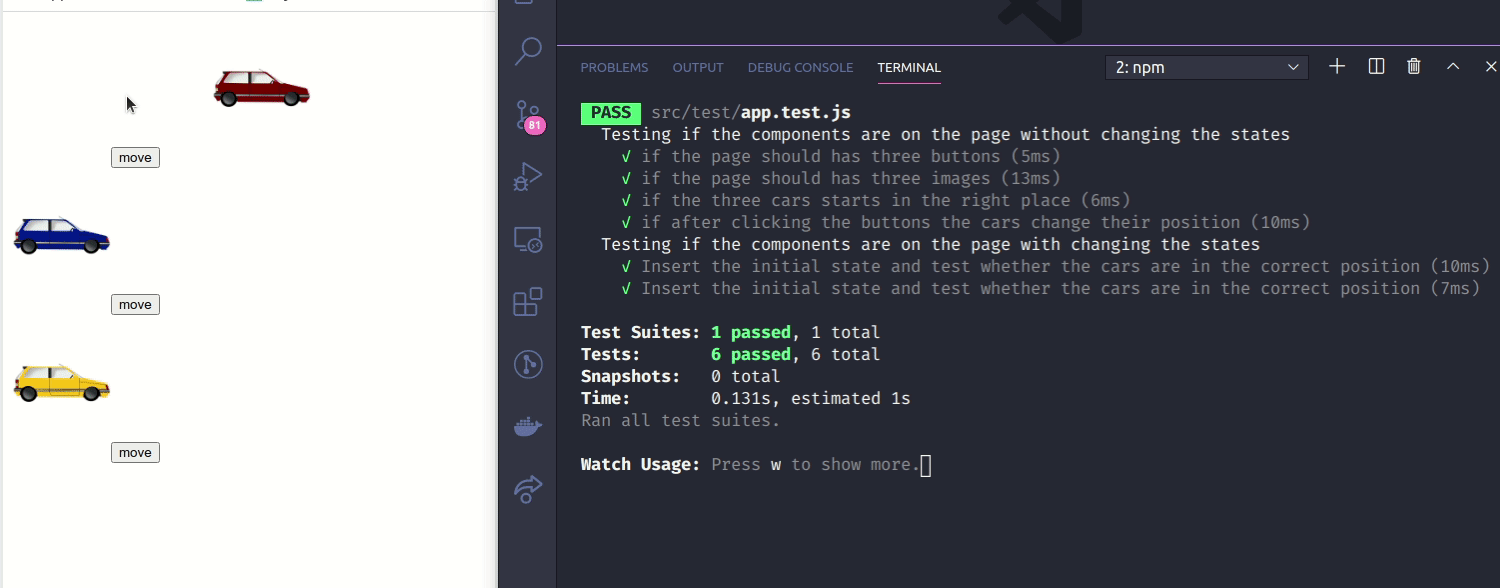 move
move
move
81
PROBLEMS OUTPUT DEBUG CONSOLE TERMINAL 2: npm
PASS src/test/app.test.js
Testing if the components are on the page without changing the states
√ if the page should has three buttons (5ms)
√ if the page should has three images (13ms)
√ if the three cars starts in the right place (6ms)
√ if after clicking the buttons the cars change their position (10ms)
Testing if the components are on the page with changing the states
√ Insert the initial state and test whether the cars are in the correct position (10ms)
√ Insert the initial state and test whether the cars are in the correct position (7ms)
Test Suites: 1 passed, 1 total
Tests: 6 passed, 6 total
Snapshots: 0 total
Time: 0.131s, estimated 1s
Ran all test suites.
Watch Usage: Press w to show more.